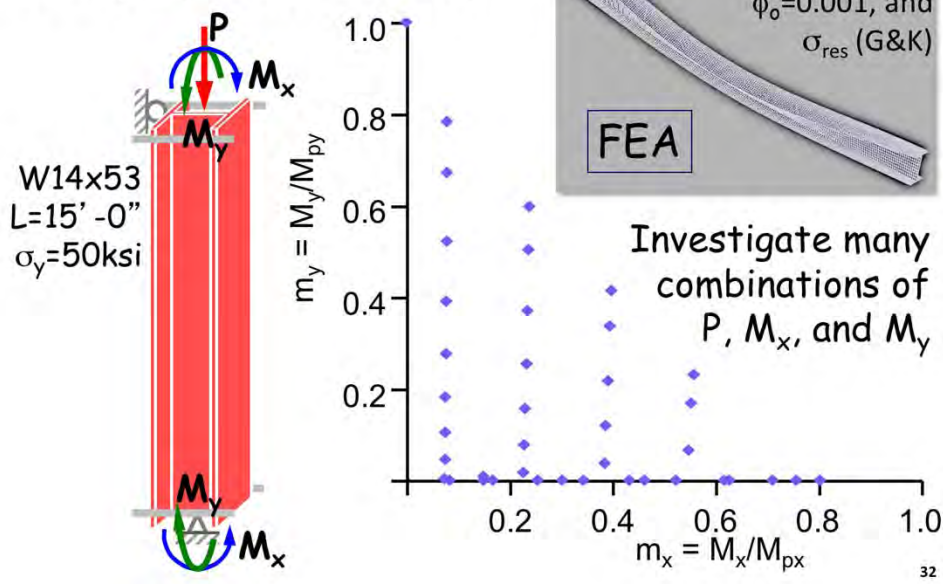 P
Mx
My
W14x53
L=15' -0"
σy=50ksi
My
Mx
my = My/Mpy
1.0
0.8
0.6
0.4
0.2
0.2
0.4
0.6
0.8
1.0
mx = Mx/Mpx
ϕo=0.001, and
σres (G&K)
FEA
Investigate many
combinations of
P, Mx, and My
32